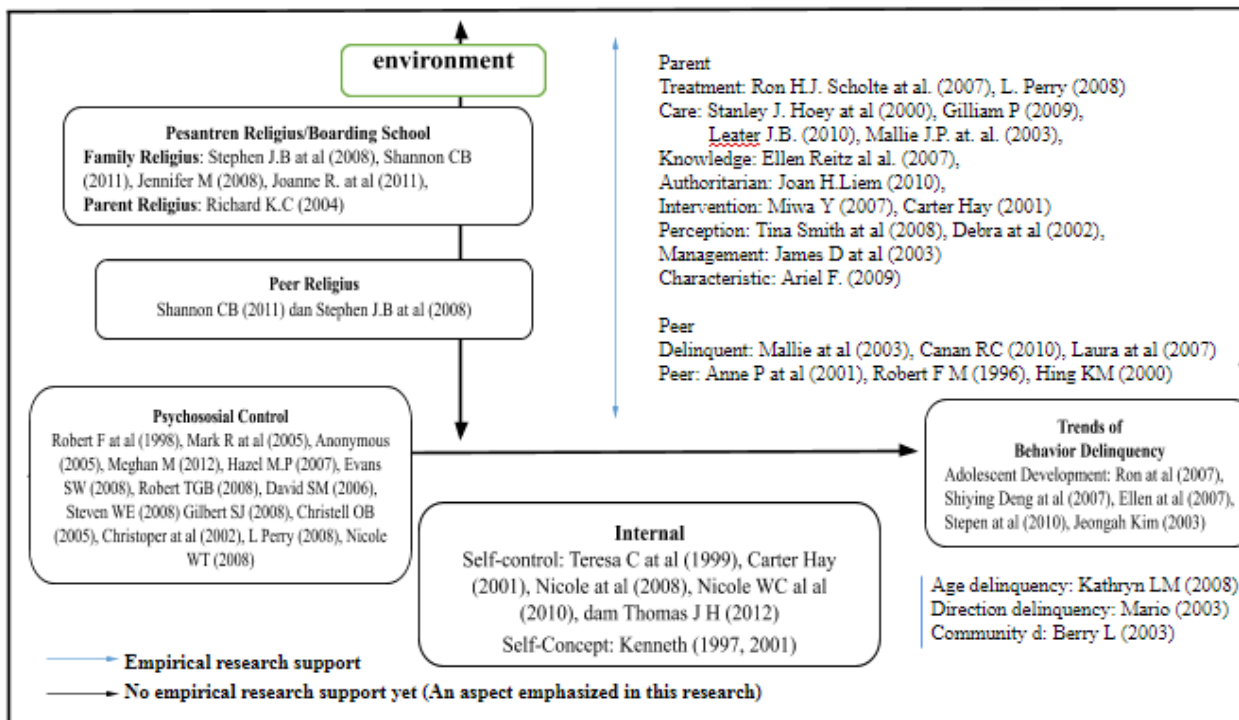 environment
Pesantren Religius/Boarding School
Family Religius: Stephen J.B at al (2008), Shannon CB
(2011), Jennifer M (2008), Joanne R. at al (2011),
Parent Religius: Richard K.C (2004)
Peer Religius
Shannon CB (2011) dan Stephen J.B at al (2008)
Parent
Treatment: Ron H.J. Scholte at al. (2007), L. Perry (2008)
Care: Stanley J. Hoey at al (2000), Gilliam P (2009),
Leater J.B. (2010), Mallie J.P. at. al. (2003),
Knowledge: Ellen Reitz al al. (2007),
Authoritarian: Joan H.Liem (2010),
Intervention: Miwa Y (2007), Carter Hay (2001)
Perception: Tina Smith at al (2008), Debra at al (2002),
Management: James D at al (2003)
Characteristic: Ariel F. (2009)
Peer
Delinquent: Mallie at al (2003), Canan RC (2010), Laura at al (2007)
Peer: Anne P at al (2001), Robert F M (1996), Hing KM (2000)
Psychososial Control
Robert F at al (1998), Mark R at al (2005), Anonymous
(2005), Meghan M (2012), Hazel M.P (2007), Evans
SW (2008), Robert TGB (2008), David SM (2006),
Steven WE (2008) Gilbert SJ (2008), Christell OB
(2005), Christoper at al (2002), L Perry (2008), Nicole
WT (2008)
Internal
Self-control: Teresa C at al (1999), Carter Hay
(2001), Nicole at al (2008), Nicole WC al al
(2010), dam Thomas J H (2012)
Self-Concept: Kenneth (1997, 2001)
Trends of
Behavior Delinquency
Adolescent Development: Ron at al (2007),
Shiying Deng at al (2007), Ellen at al (2007),
Stepen at al (2010), Jeongah Kim (2003)
Age delinquency: Kathryn LM (2008)
Direction delinquency: Mario (2003)
Community d: Berry L (2003)
Empirical research support
No empirical research support yet (An aspect emphasized in this research)